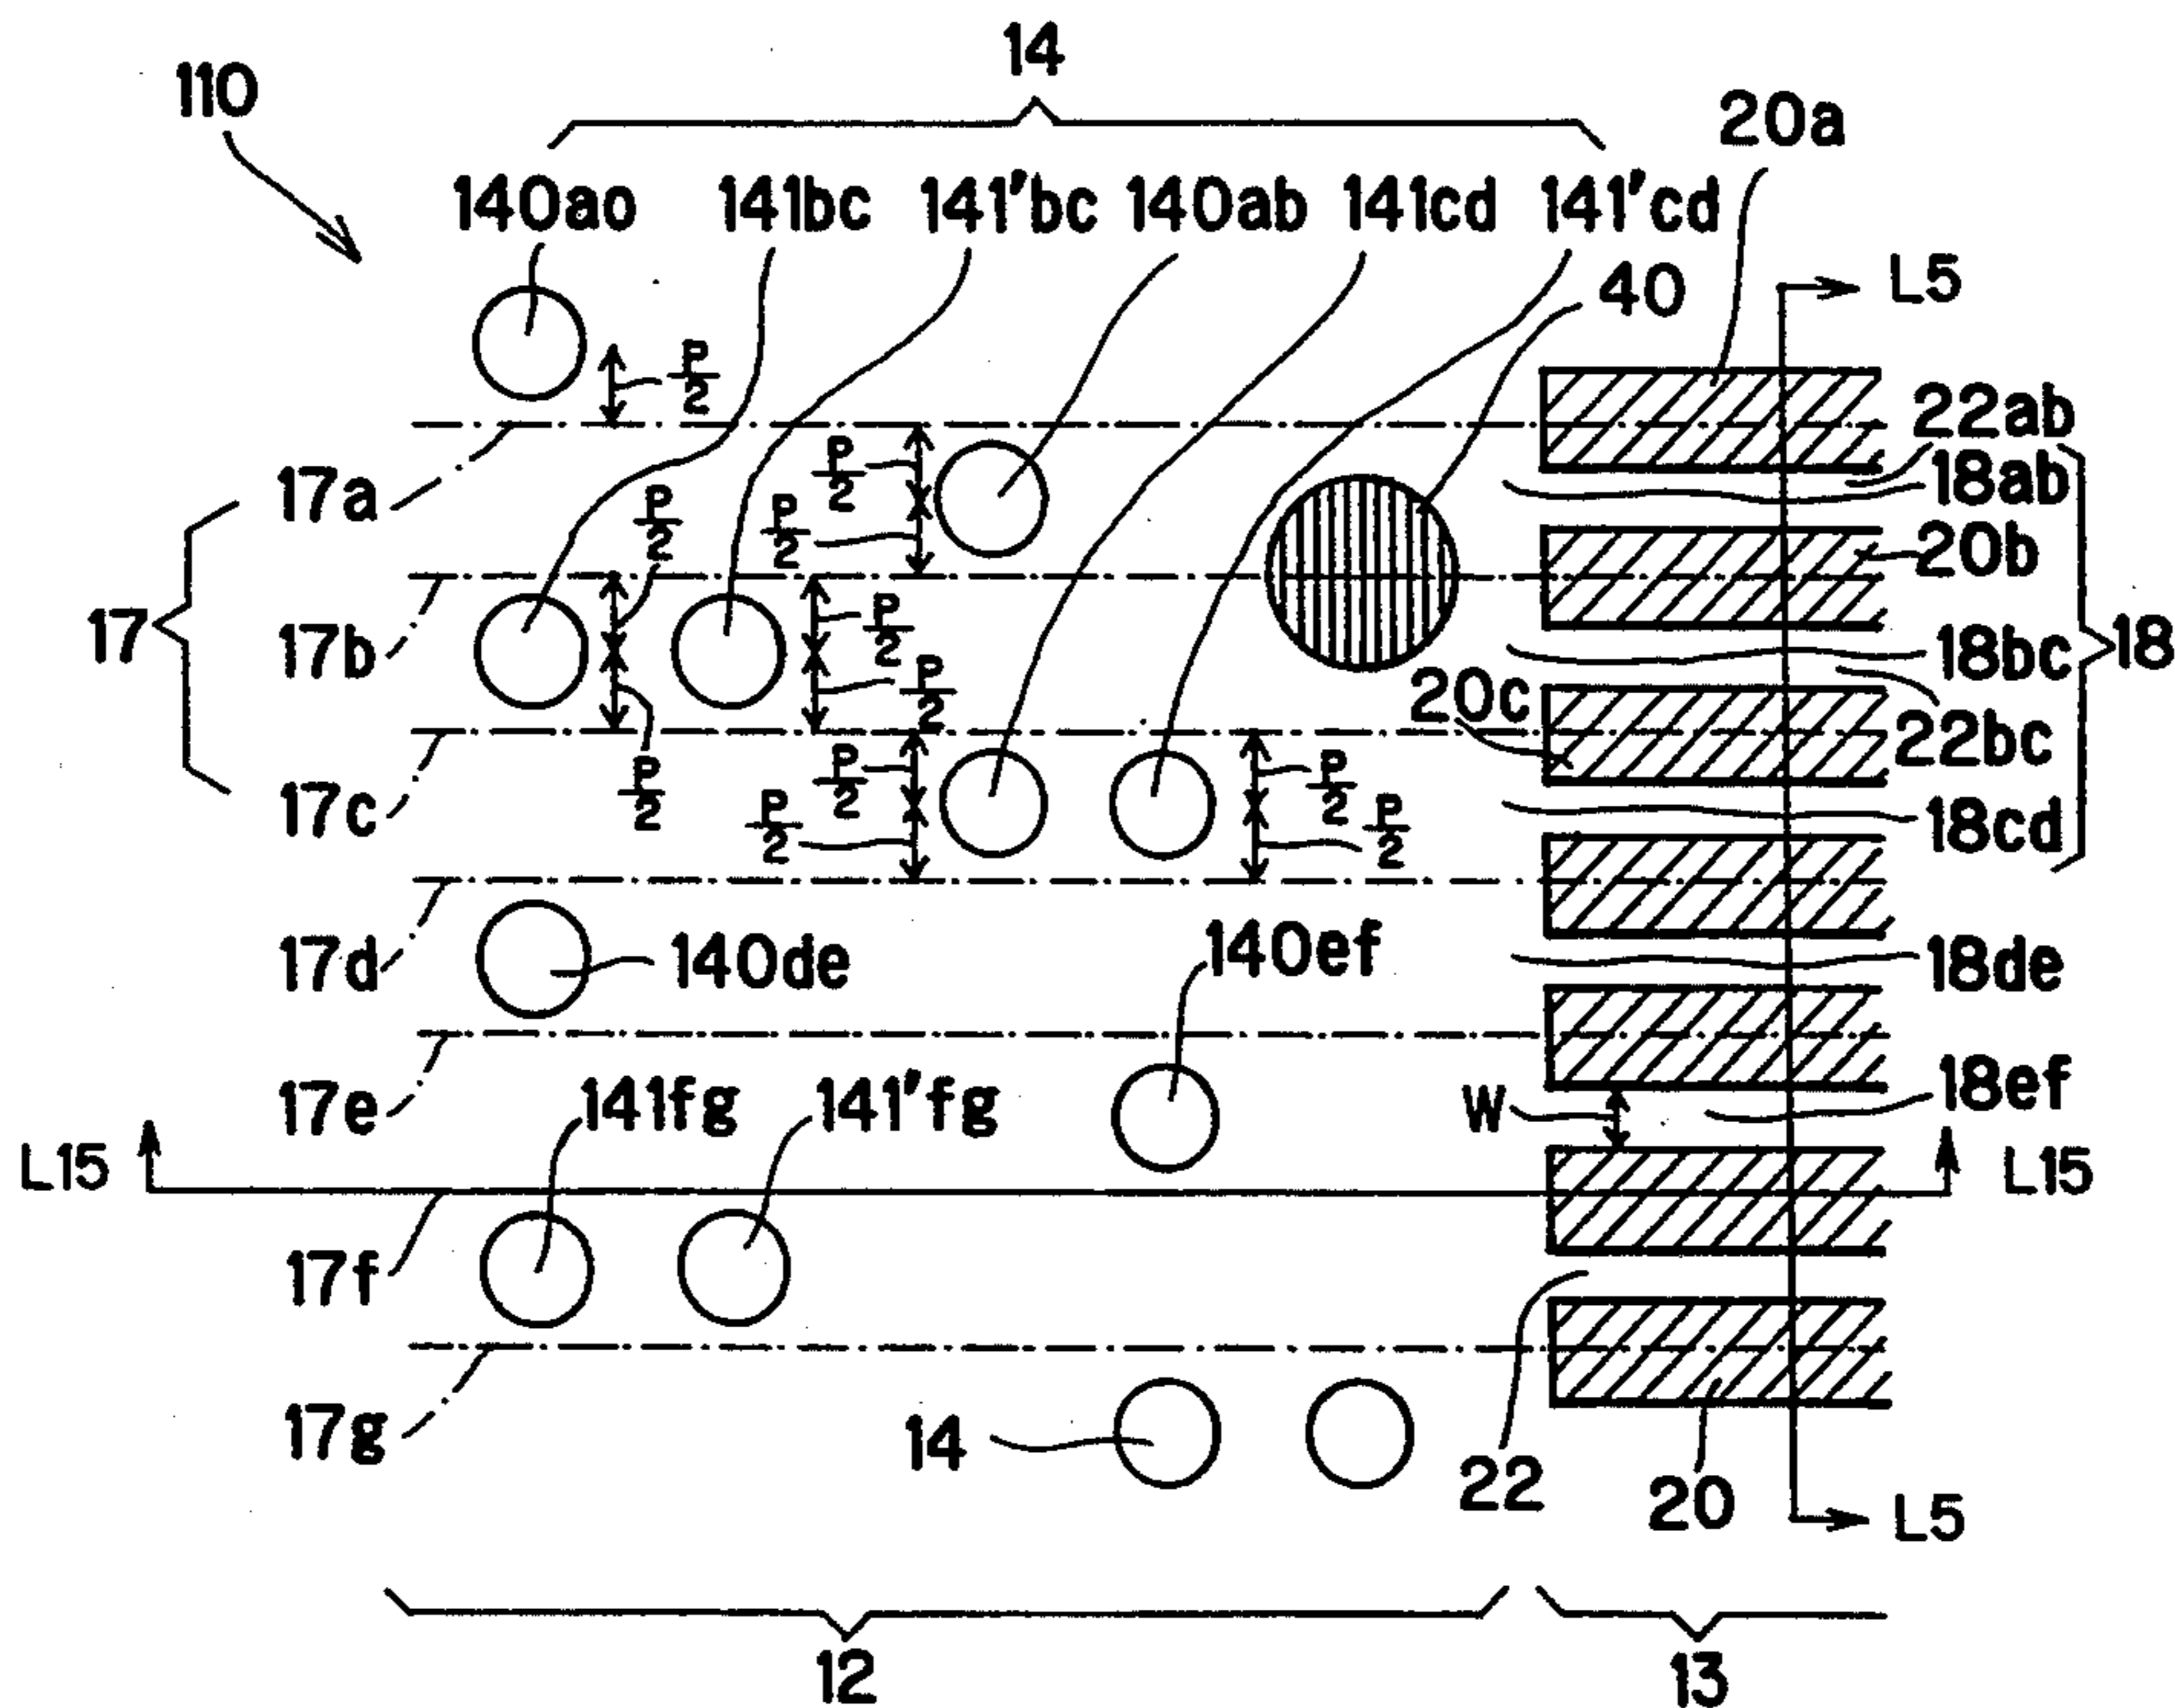 14
110
20a
140ao 141bc 141'bc 140ab 141cd 141'cd
40
L5
P/2
22ab
17a
P/2
18ab
P/2
P/2
20b
17
17b
P/2
18bc
18
P/2
20c
22bc
P/2
P/2
P/2
17c
P/2
P/2
18cd
17d
140de
140ef
18de
17e
141fg 141'fg
W
18ef
L15
L15
17f
17g
14
22
20
L5
12
13